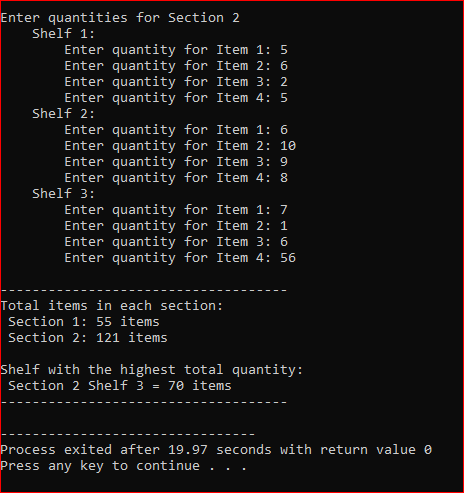 Enter quantities for Section 2
    Shelf 1:
        Enter quantity for Item 1: 5
        Enter quantity for Item 2: 6
        Enter quantity for Item 3: 2
        Enter quantity for Item 4: 5
    Shelf 2:
        Enter quantity for Item 1: 6
        Enter quantity for Item 2: 10
        Enter quantity for Item 3: 9
        Enter quantity for Item 4: 8
    Shelf 3:
        Enter quantity for Item 1: 7
        Enter quantity for Item 2: 1
        Enter quantity for Item 3: 6
        Enter quantity for Item 4: 56

------------------------------------
Total items in each section:
 Section 1: 55 items
 Section 2: 121 items

Shelf with the highest total quantity:
 Section 2 Shelf 3 = 70 items
------------------------------------

--------------------------------
Process exited after 19.97 seconds with return value 0
Press any key to continue . . .